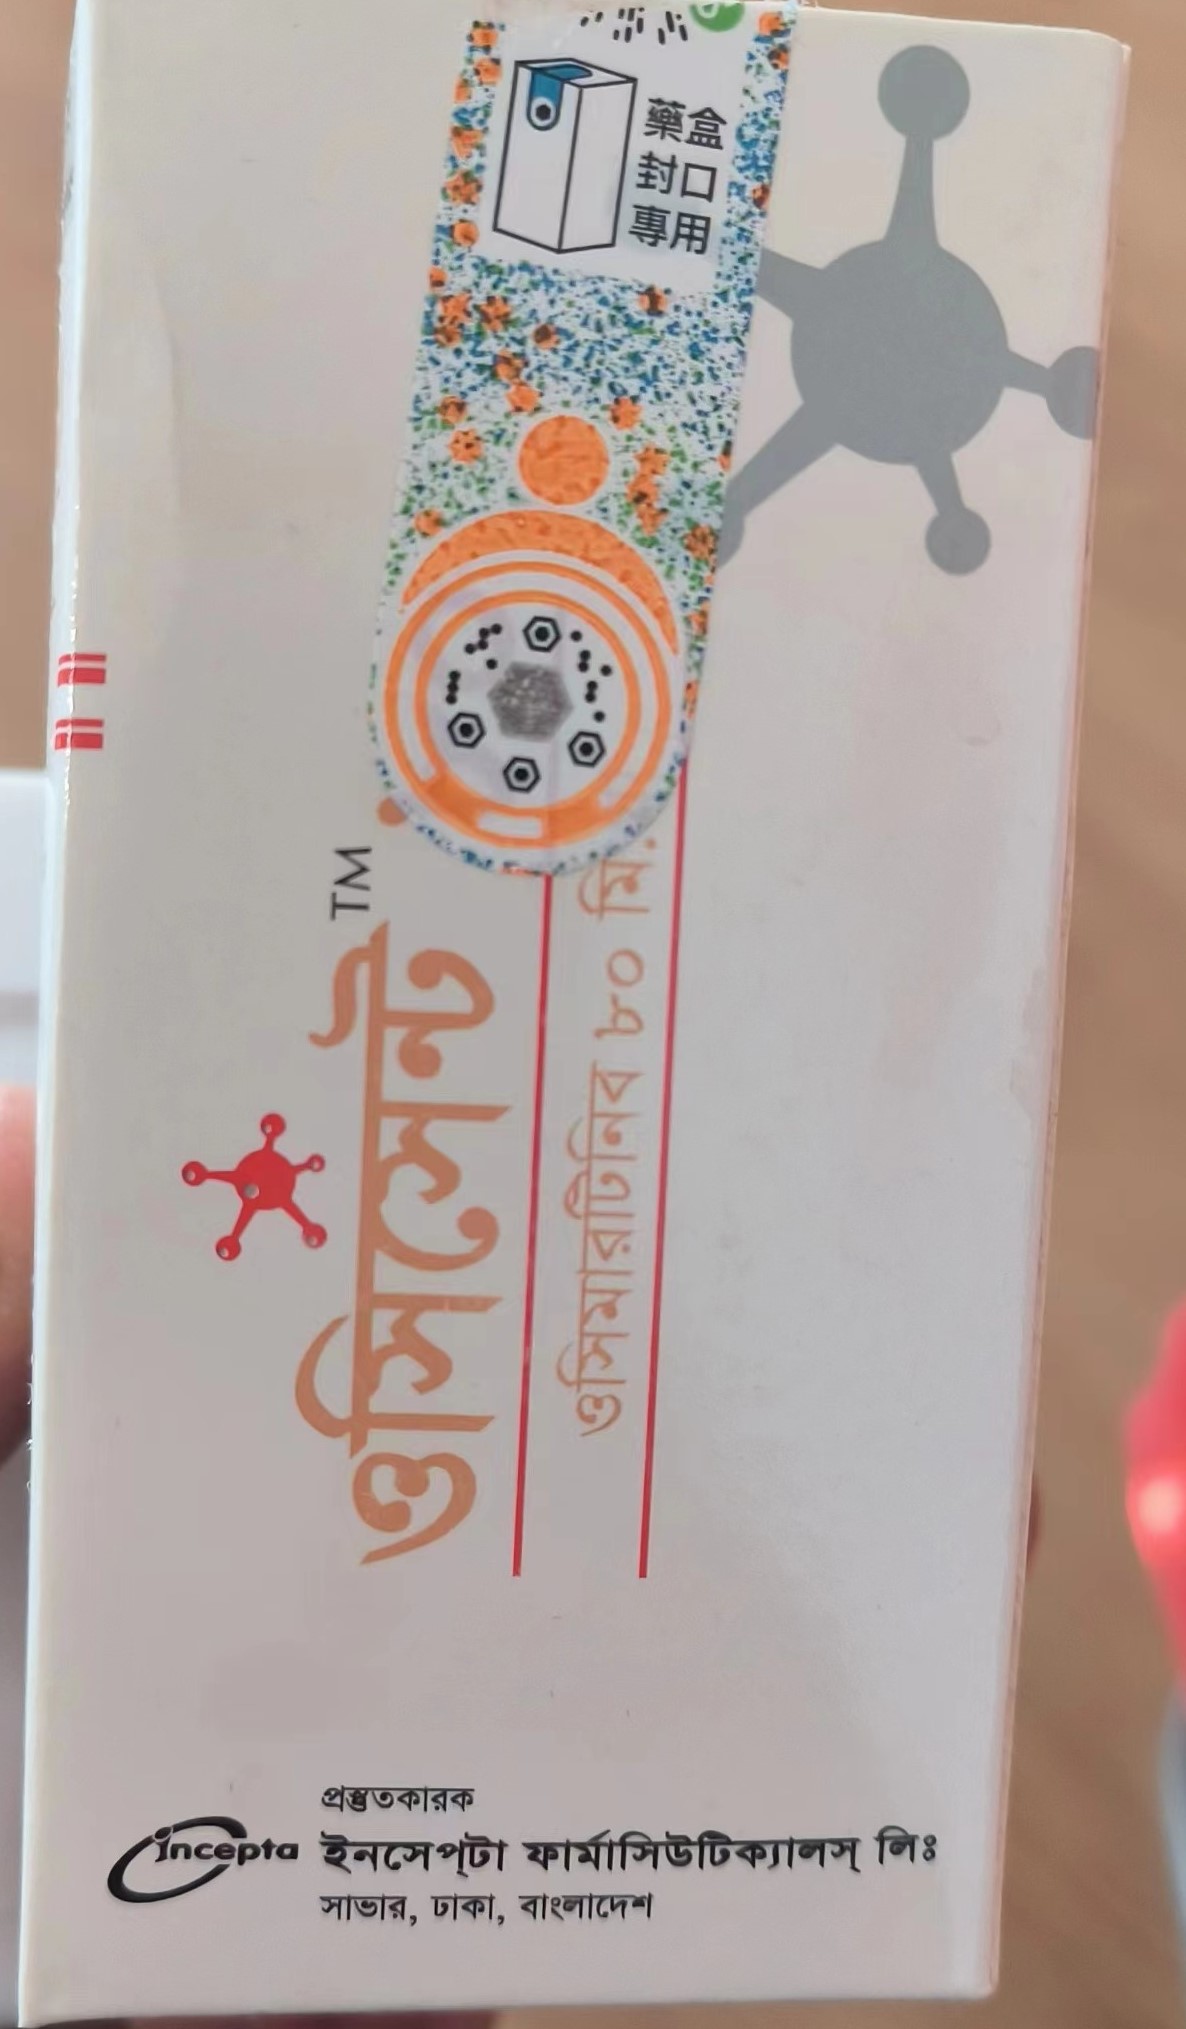 藥盒
封口
專用
ওসিসেন্ট TM
ওসিমারটিনিব ৮০ মি.
প্রস্তুতকারক
incepta
ইনসেপ্‌টা ফার্মাসিউটিক্যালস্ লিঃ
সাভার, ঢাকা, বাংলাদেশ